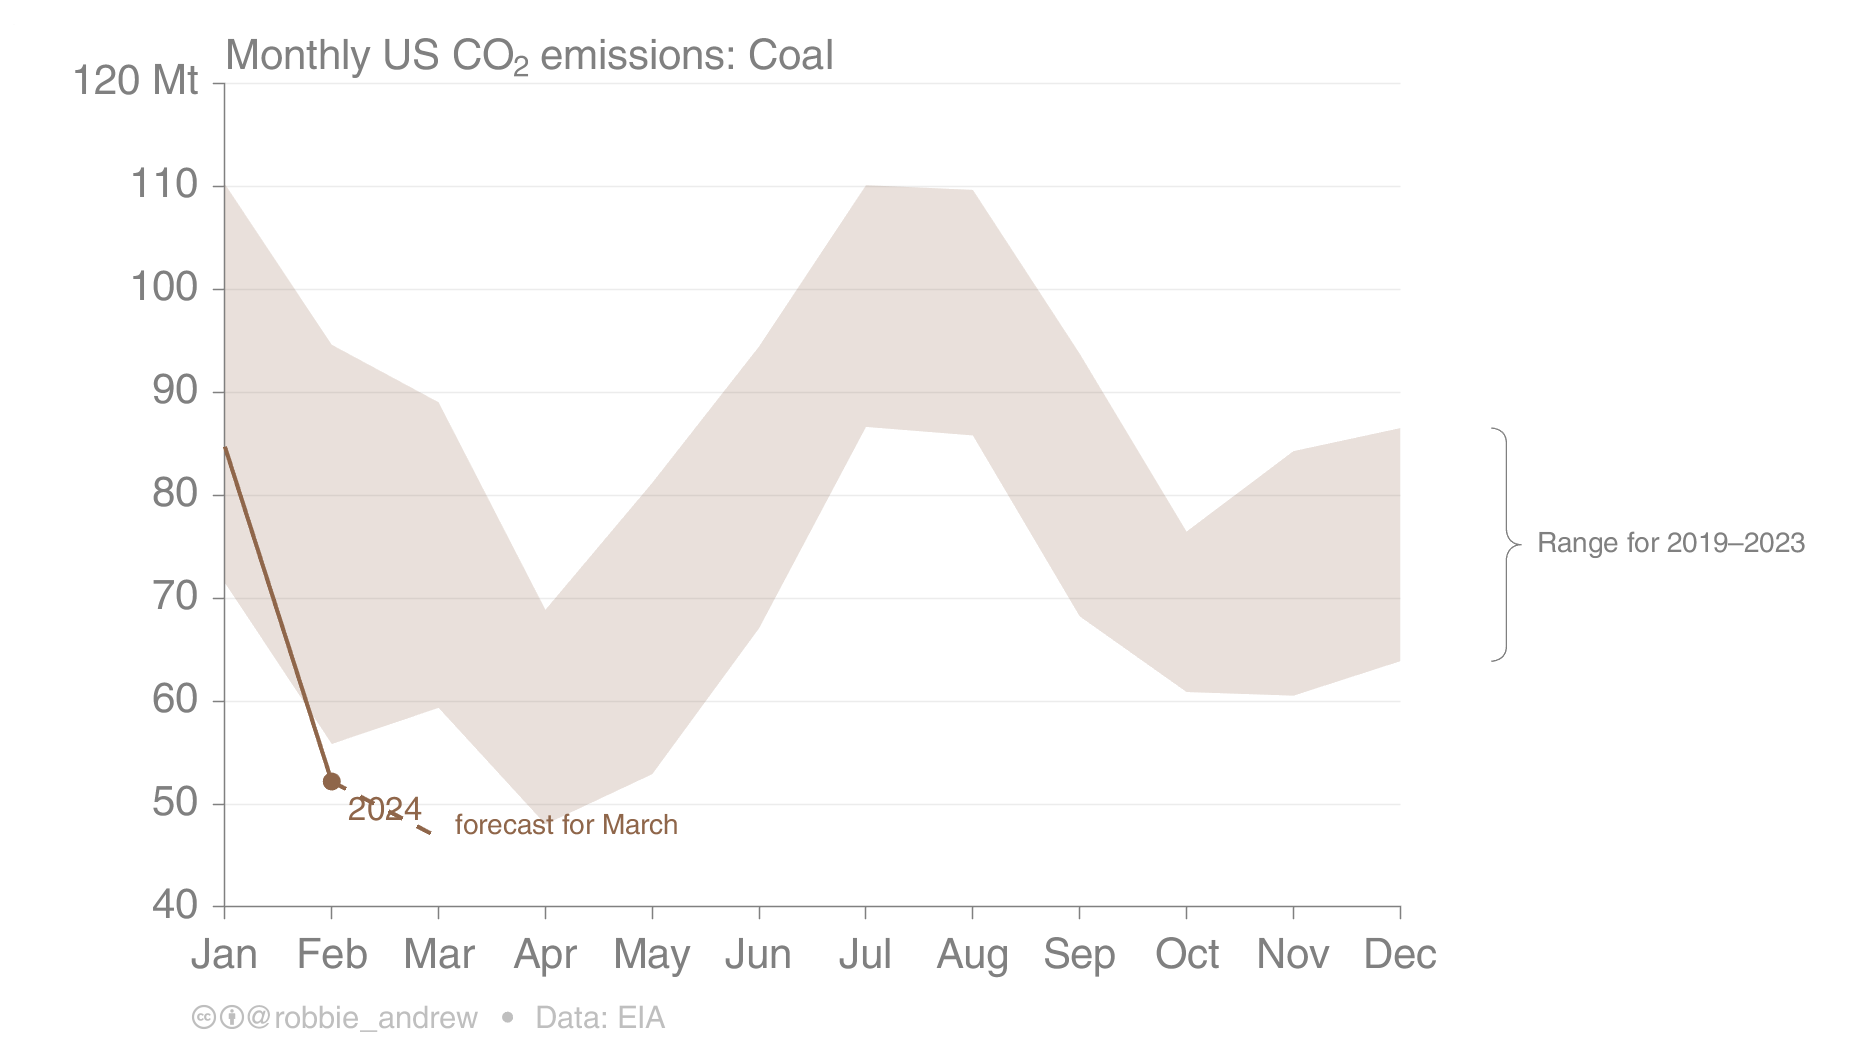 Monthly US CO₂ emissions: Coal
120 Mt
110
100
90
80
70
60
50
40
2024
forecast for March
Range for 2019–2023
Jan Feb Mar Apr May Jun Jul Aug Sep Oct Nov Dec
@robbie_andrew • Data: EIA